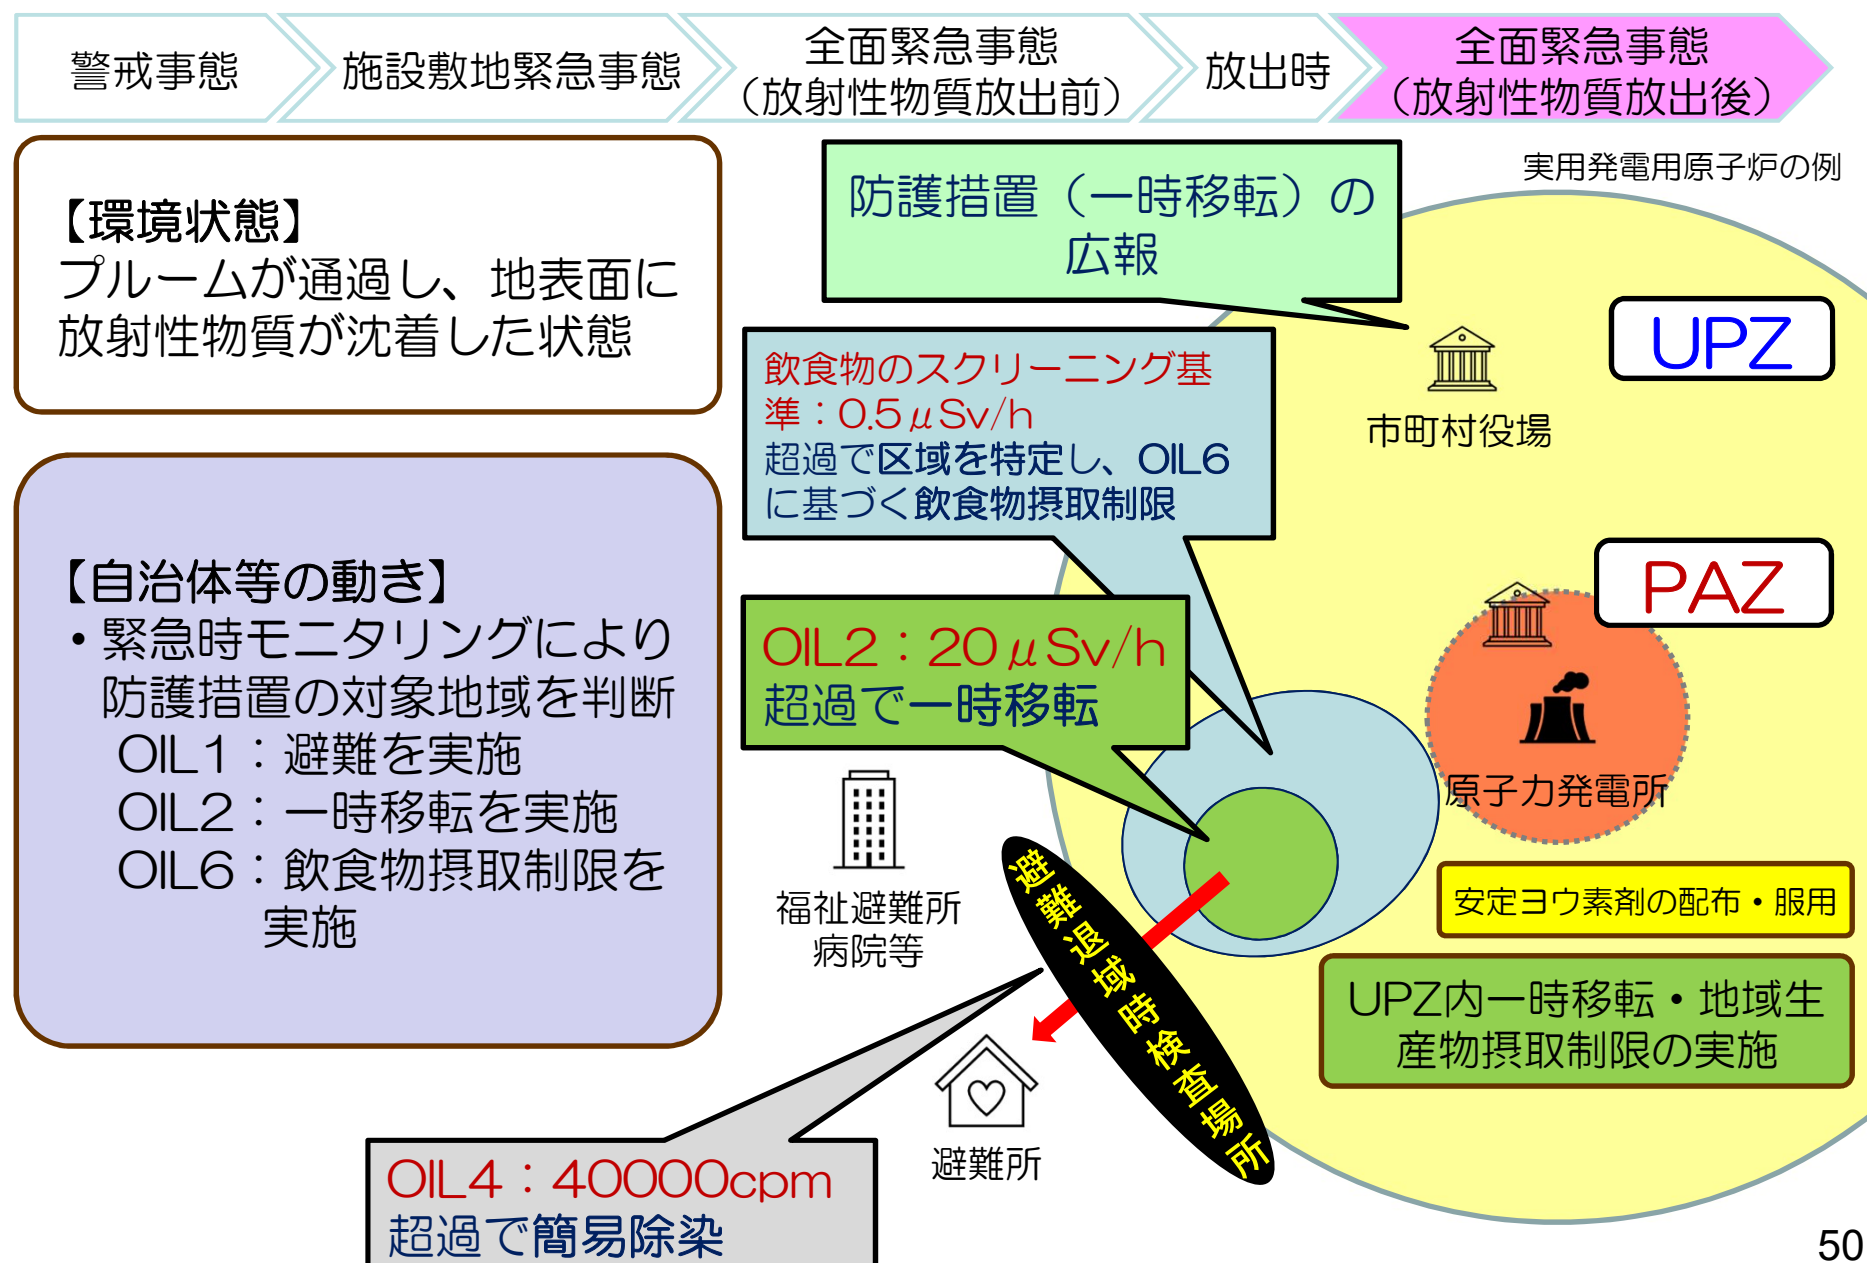 警戒事態
施設敷地緊急事態
全面緊急事態
（放射性物質放出前）
放出時
全面緊急事態
（放射性物質放出後）
実用発電用原子炉の例
【環境状態】
プルームが通過し、地表面に
放射性物質が沈着した状態
【自治体等の動き】
・緊急時モニタリングにより
防護措置の対象地域を判断
OIL1：避難を実施
OIL2：一時移転を実施
OIL6：飲食物摂取制限を
実施
防護措置（一時移転）の
広報
飲食物のスクリーニング基
準：0.5μSv/h
超過で区域を特定し、OIL6
に基づく飲食物摂取制限
OIL2：20μSv/h
超過で一時移転
UPZ
市町村役場
PAZ
原子力発電所
福祉避難所
病院等
避難退域時検査場所
安定ヨウ素剤の配布・服用
UPZ内一時移転・地域生
産物摂取制限の実施
避難所
OIL4：40000cpm
超過で簡易除染
50